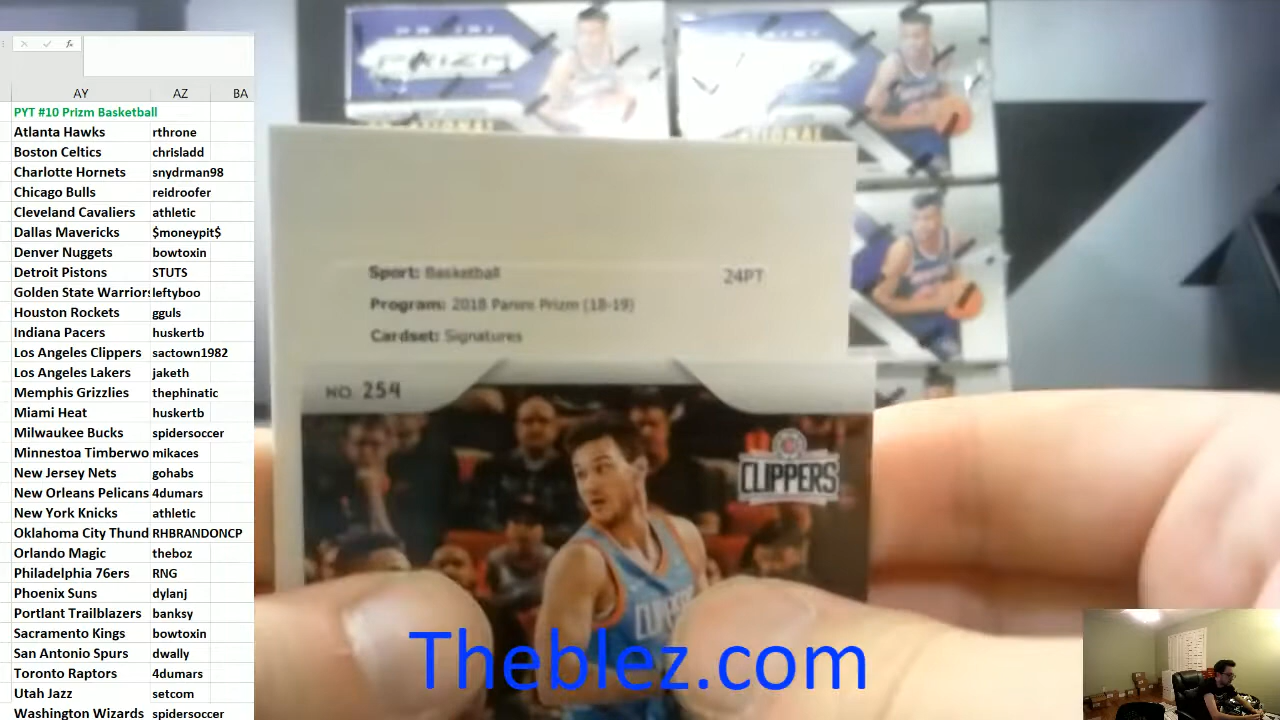 AY AZ BA
PYT #10 Prizm Basketball
Atlanta Hawks rthrone
Boston Celtics chrisladd
Charlotte Hornets snydrman98
Chicago Bulls reidroofer
Cleveland Cavaliers athletic
Dallas Mavericks $moneypit$
Denver Nuggets bowtoxin
Detroit Pistons STUTS
Golden State Warriors leftyboo
Houston Rockets gguls
Indiana Pacers huskertb
Los Angeles Clippers sactown1982
Los Angeles Lakers jaketh
Memphis Grizzlies thephinatic
Miami Heat huskertb
Milwaukee Bucks spidersoccer
Minnestoa Timberwo mikaces
New Jersey Nets gohabs
New Orleans Pelicans 4dumars
New York Knicks athletic
Oklahoma City Thund RHBRANDONCP
Orlando Magic theboz
Philadelphia 76ers RNG
Phoenix Suns dylanj
Portlant Trailblazers banksy
Sacramento Kings bowtoxin
San Antonio Spurs dwally
Toronto Raptors 4dumars
Utah Jazz setcom
Washington Wizards spidersoccer
PRIZM
Sport: Basketball 24PT
Program: 2018 Panini Prizm (18-19)
Cardset: Signatures
NO. 254
CLIPPERS
Theblez.com